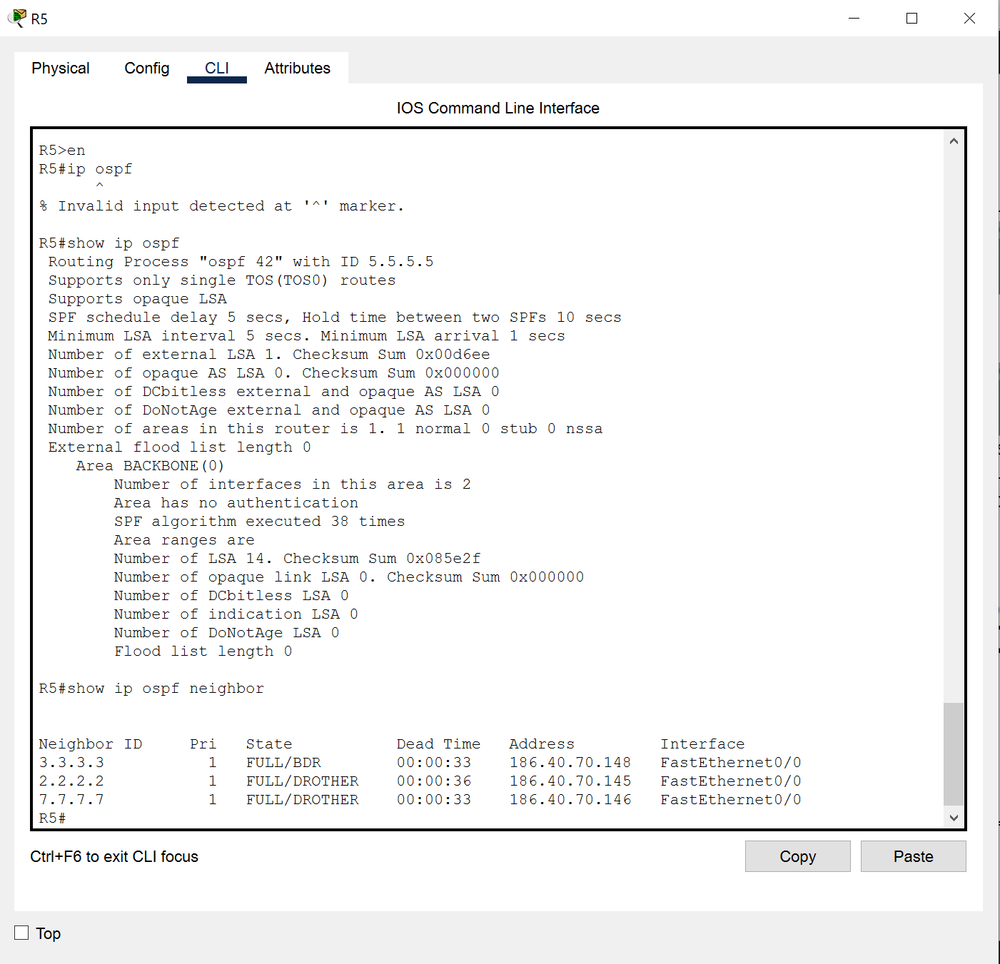 R5
Physical Config CLI Attributes
IOS Command Line Interface
R5>en
R5#ip ospf
^
% Invalid input detected at '^' marker.
R5#show ip ospf
Routing Process "ospf 42" with ID 5.5.5.5
Supports only single TOS(TOS0) routes
Supports opaque LSA
SPF schedule delay 5 secs, Hold time between two SPFs 10 secs
Minimum LSA interval 5 secs. Minimum LSA arrival 1 secs
Number of external LSA 1. Checksum Sum 0x00d6ee
Number of opaque AS LSA 0. Checksum Sum 0x000000
Number of DCbitless external and opaque AS LSA 0
Number of DoNotAge external and opaque AS LSA 0
Number of areas in this router is 1. 1 normal 0 stub 0 nssa
External flood list length 0
Area BACKBONE(0)
Number of interfaces in this area is 2
Area has no authentication
SPF algorithm executed 38 times
Area ranges are
Number of LSA 14. Checksum Sum 0x085e2f
Number of opaque link LSA 0. Checksum Sum 0x000000
Number of DCbitless LSA 0
Number of indication LSA 0
Number of DoNotAge LSA 0
Flood list length 0
R5#show ip ospf neighbor
Neighbor ID Pri State Dead Time Address Interface
3.3.3.3 1 FULL/BDR 00:00:33 186.40.70.148 FastEthernet0/0
2.2.2.2 1 FULL/DROTHER 00:00:36 186.40.70.145 FastEthernet0/0
7.7.7.7 1 FULL/DROTHER 00:00:33 186.40.70.146 FastEthernet0/0
R5#
Ctrl+F6 to exit CLI focus Copy Paste
Top